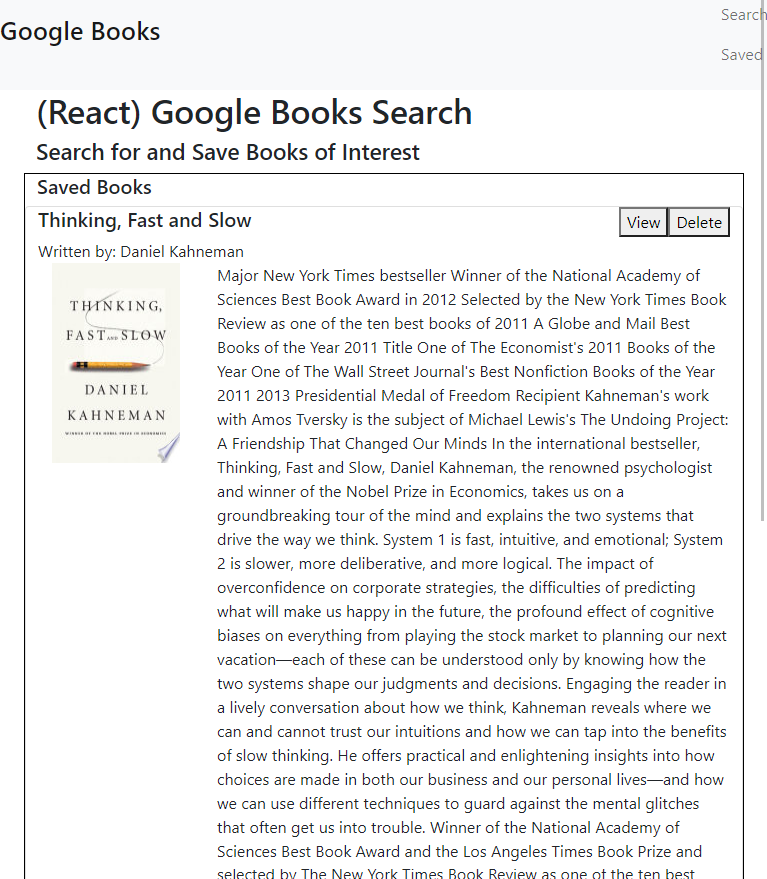 Google Books
Search
Saved
(React) Google Books Search
Search for and Save Books of Interest
Saved Books
Thinking, Fast and Slow
View Delete
Written by: Daniel Kahneman
THINKING,
FAST AND SLOW
DANIEL
KAHNEMAN
WINNER OF THE NOBEL PRIZE IN ECONOMICS
Major New York Times bestseller Winner of the National Academy of
Sciences Best Book Award in 2012 Selected by the New York Times Book
Review as one of the ten best books of 2011 A Globe and Mail Best
Books of the Year 2011 Title One of The Economist's 2011 Books of the
Year One of The Wall Street Journal's Best Nonfiction Books of the Year
2011 2013 Presidential Medal of Freedom Recipient Kahneman's work
with Amos Tversky is the subject of Michael Lewis's The Undoing Project:
A Friendship That Changed Our Minds In the international bestseller,
Thinking, Fast and Slow, Daniel Kahneman, the renowned psychologist
and winner of the Nobel Prize in Economics, takes us on a
groundbreaking tour of the mind and explains the two systems that
drive the way we think. System 1 is fast, intuitive, and emotional; System
2 is slower, more deliberative, and more logical. The impact of
overconfidence on corporate strategies, the difficulties of predicting
what will make us happy in the future, the profound effect of cognitive
biases on everything from playing the stock market to planning our next
vacation—each of these can be understood only by knowing how the
two systems shape our judgments and decisions. Engaging the reader in
a lively conversation about how we think, Kahneman reveals where we
can and cannot trust our intuitions and how we can tap into the benefits
of slow thinking. He offers practical and enlightening insights into how
choices are made in both our business and our personal lives—and how
we can use different techniques to guard against the mental glitches
that often get us into trouble. Winner of the National Academy of
Sciences Best Book Award and the Los Angeles Times Book Prize and
selected by The New York Times Book Review as one of the ten best